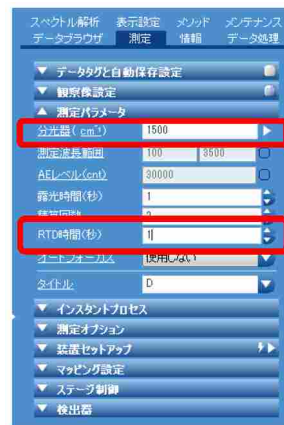 スペクトル解析 表示設定 メソッド メンテナンス
データブラウザ 測定 情報 データ処理
▼ データタグと自動保存設定
▼ 観察像設定
▲ 測定パラメータ
分光器( cm⁻¹) 1500
測定波長範囲 100 3500
AEレベル(cnt) 30000
露光時間(秒) 1
積算回数 2
RTD時間(秒) 1
オートフォーカス 使用しない
タイトル D
▼ インスタントプロセス
▼ 測定オプション
▼ 装置セットアップ
▼ マッピング設定
▼ ステージ制御
▼ 検出器